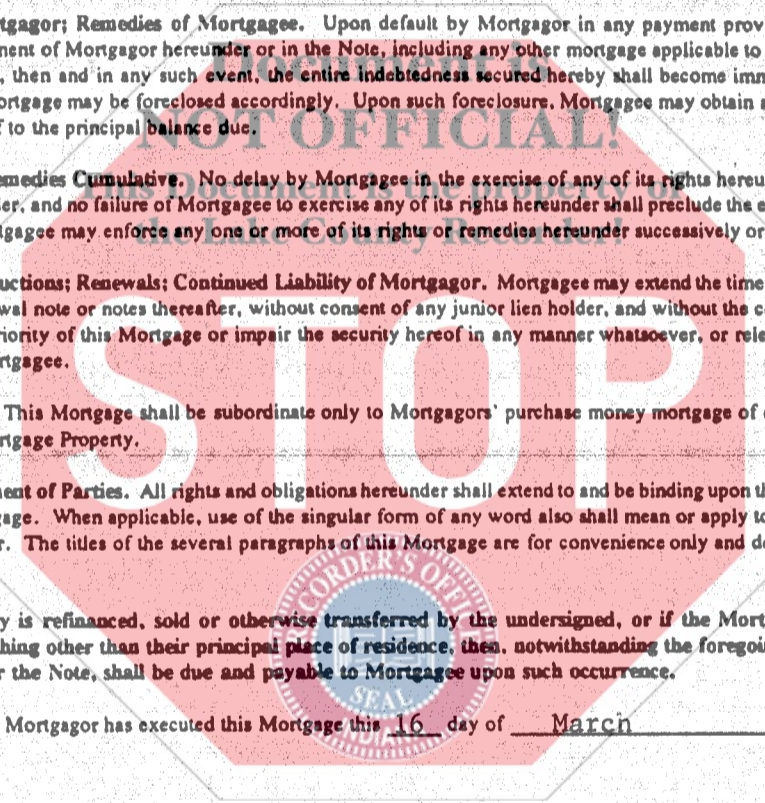 tgagor; Remedies of Mortgagee. Upon default by Mortgagor in any payment prov
nent of Mortgagor hereunder or in the Note, including any other mortgage applicable to
, then and in any such event, the entire indebtedness secured hereby shall become imm
ortgage may be foreclosed accordingly. Upon such foreclosure, Mortgagee may obtain a
f to the principal balance due.
emedies Cumulative. No delay by Mortgagee in the exercise of any of its rights hereu
er, and no failure of Mortgagee to exercise any of its rights hereunder shall preclude the e
tgagee may enforce any one or more of its rights or remedies hereunder successively or
uctions; Renewals; Continued Liability of Mortgagor. Mortgagee may extend the time
wal note or notes thereafter, without consent of any junior lien holder, and without the c
riority of this Mortgage or impair the security hereof in any manner whatsoever, or rele
rtgagee.
This Mortgage shall be subordinate only to Mortgagors' purchase money mortgage of
rtgage Property.
nent of Parties. All rights and obligations hereunder shall extend to and be binding upon th
gage. When applicable, use of the singular form of any word also shall mean or apply to
r. The titles of the several paragraphs of this Mortgage are for convenience only and d
y is refinanced, sold or otherwise transferred by the undersigned, or if the Mort
hing other than their principal place of residence, then, notwithstanding the foregoi
r the Note, shall be due and payable to Mortgagee upon such occurrence.
Mortgagor has executed this Mortgage this 16 day of March
Document is
NOT OFFICIAL!
This Document is the property of
the Lake County Recorder!
STOP
RECORDER'S OFFICE
SEAL
INDIANA